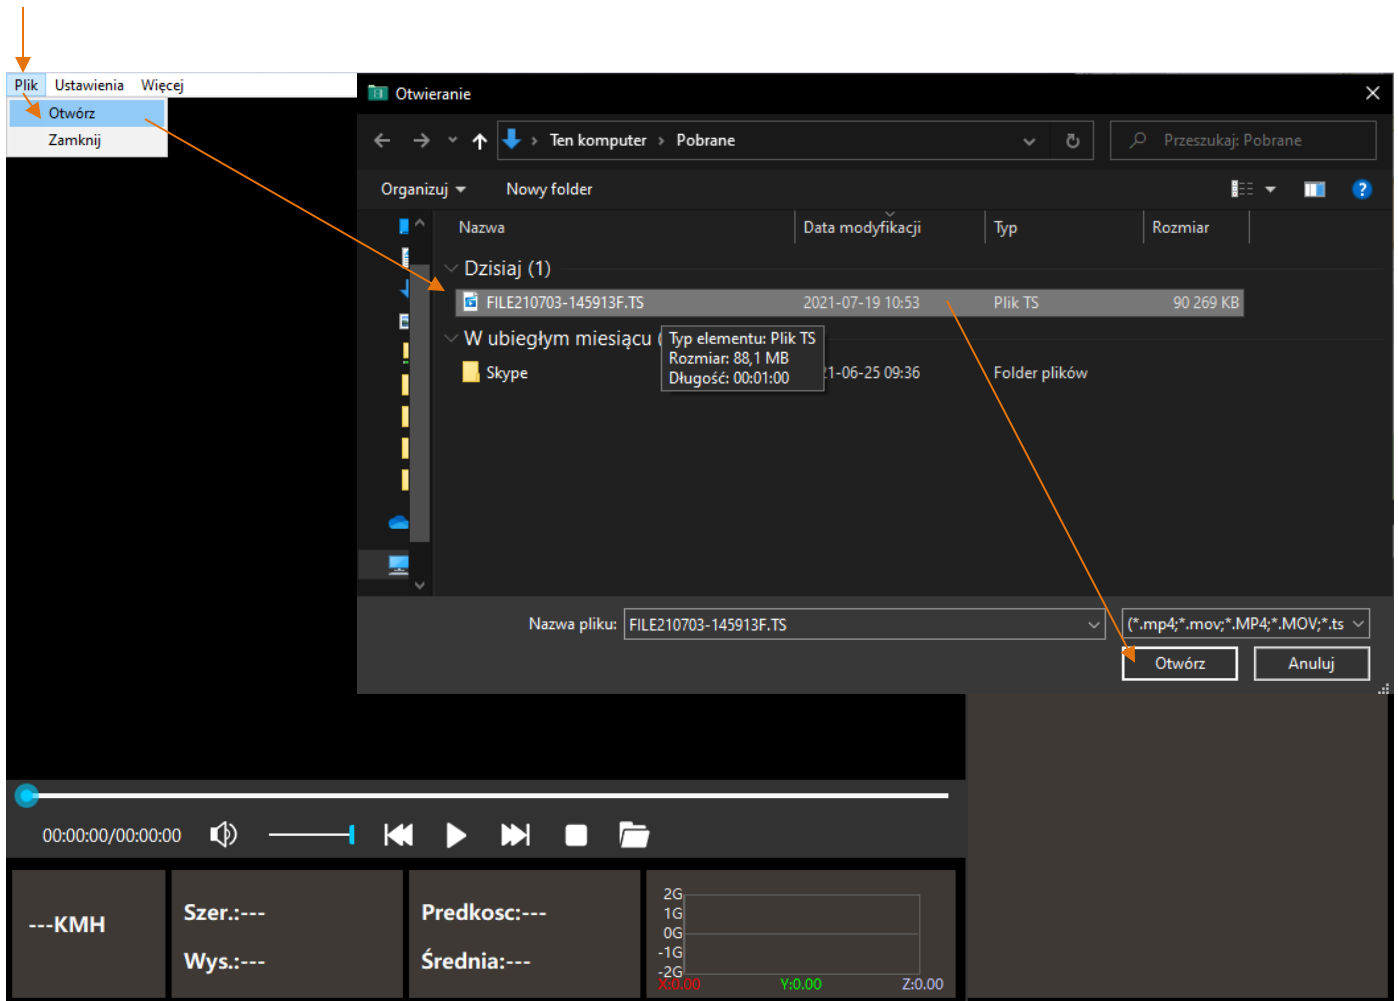 Plik Ustawienia Więcej
Otwórz
Zamknij
Otwieranie
Ten komputer > Pobrane
Przeszukaj: Pobrane
Organizuj Nowy folder
Nazwa Data modyfikacji Typ Rozmiar
Dzisiaj (1)
FILE210703-145913F.TS 2021-07-19 10:53 Plik TS 90 269 KB
W ubiegłym miesiącu (
Typ elementu: Plik TS
Rozmiar: 88,1 MB
Długość: 00:01:00
Skype 1-06-25 09:36 Folder plików
Nazwa pliku: FILE210703-145913F.TS (*.mp4;*.mov;*.MP4;*.MOV;*.ts
Otwórz Anuluj
00:00:00/00:00:00
---KMH
Szer.:---
Wys.:---
Predkosc:---
Średnia:---
2G
1G
0G
-1G
-2G
X:0.00 Y:0.00 Z:0.00